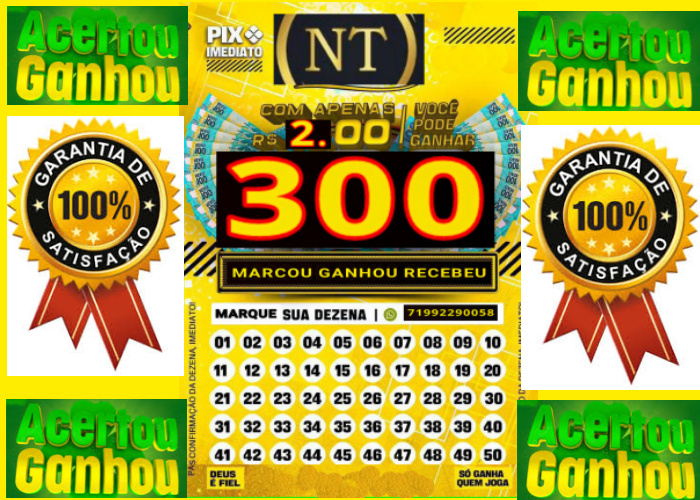 Acertou
Ganhou
PIX
IMEDIATO
NT
Acertou
Ganhou
COM APENAS
R$ 2.00
VOCÊ
PODE
GANHAR
300
GARANTIA DE
100%
SATISFAÇÃO
GARANTIA DE
100%
SATISFAÇÃO
MARCOU GANHOU RECEBEU
MARQUE SUA DEZENA | 71992290058
01 02 03 04 05 06 07 08 09 10
11 12 13 14 15 16 17 18 19 20
21 22 23 24 25 26 27 28 29 30
31 32 33 34 35 36 37 38 39 40
41 42 43 44 45 46 47 48 49 50
CONFIRMAÇÃO DA DEZENA, IMEDIATO!
DEUS
É FIEL
SÓ GANHA
QUEM JOGA
Acertou
Ganhou
Acertou
Ganhou